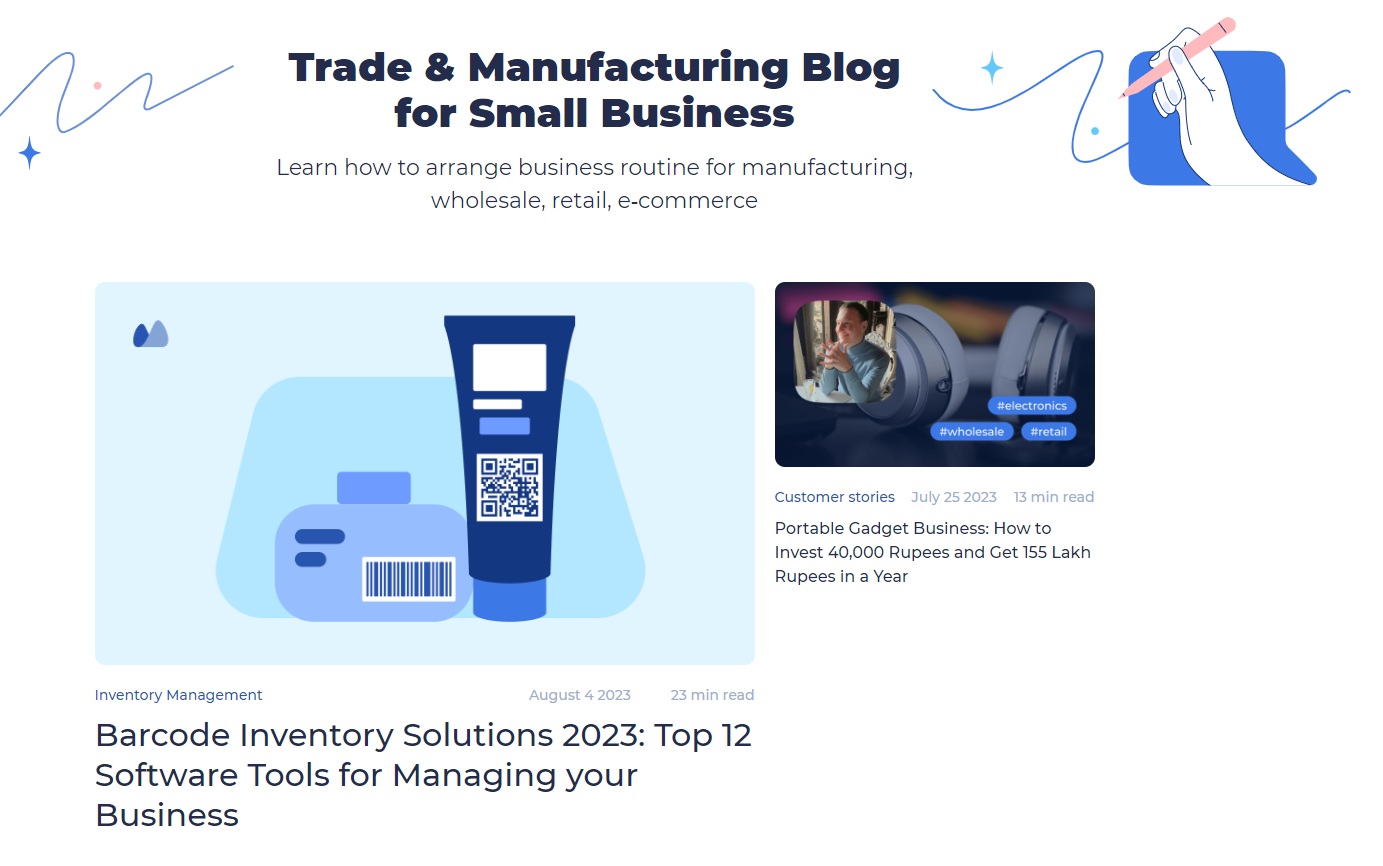 Trade & Manufacturing Blog
for Small Business
Learn how to arrange business routine for manufacturing,
wholesale, retail, e-commerce
#electronics
#wholesale #retail
Inventory Management August 4 2023 23 min read
Barcode Inventory Solutions 2023: Top 12
Software Tools for Managing your
Business
Customer stories July 25 2023 13 min read
Portable Gadget Business: How to
Invest 40,000 Rupees and Get 155 Lakh
Rupees in a Year